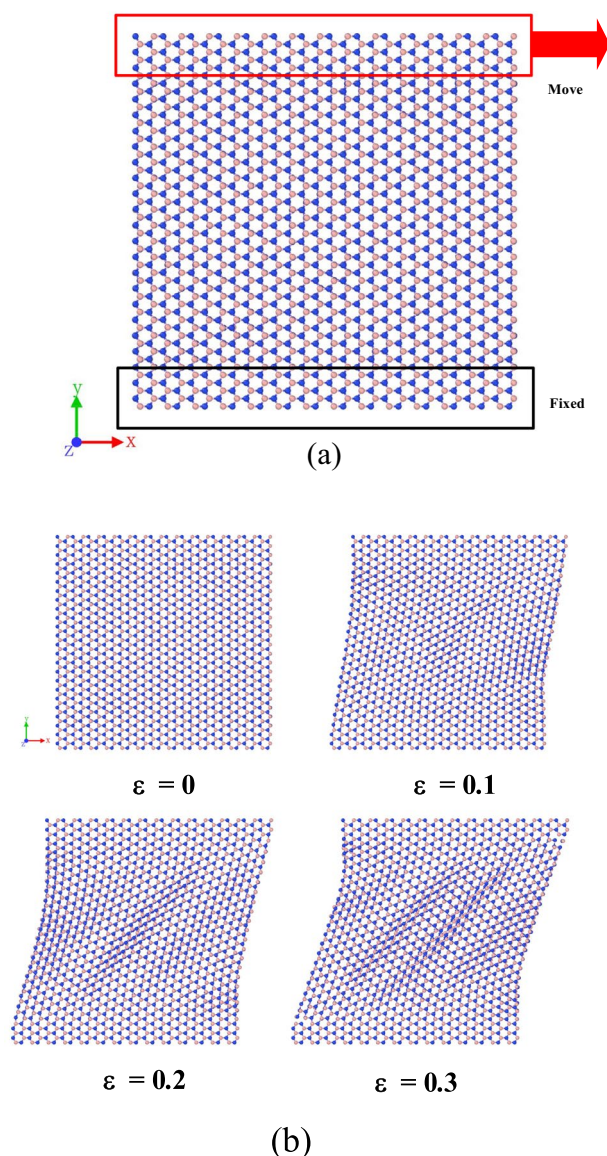 Move
Fixed
y
z x
(a)
y
z x
ε = 0
ε = 0.1
ε = 0.2
ε = 0.3
(b)